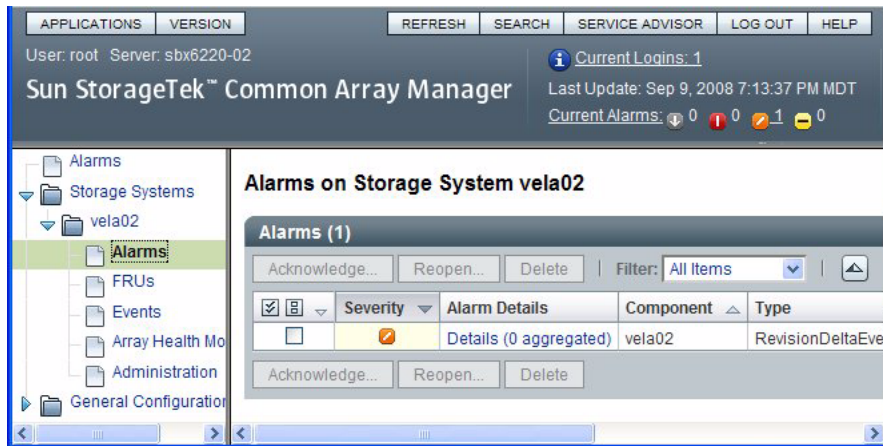 APPLICATIONS VERSION REFRESH SEARCH SERVICE ADVISOR LOG OUT HELP
User: root Server: sbx6220-02
Current Logins: 1
Sun StorageTek™ Common Array Manager
Last Update: Sep 9, 2008 7:13:37 PM MDT
Current Alarms: 0 0 1 0
Alarms
Storage Systems
vela02
Alarms
FRUs
Events
Array Health Mo
Administration
General Configuration
Alarms on Storage System vela02
Alarms (1)
Acknowledge... Reopen... Delete Filter: All Items
Severity Alarm Details Component Type
Details (0 aggregated) vela02 RevisionDeltaEve
Acknowledge... Reopen... Delete